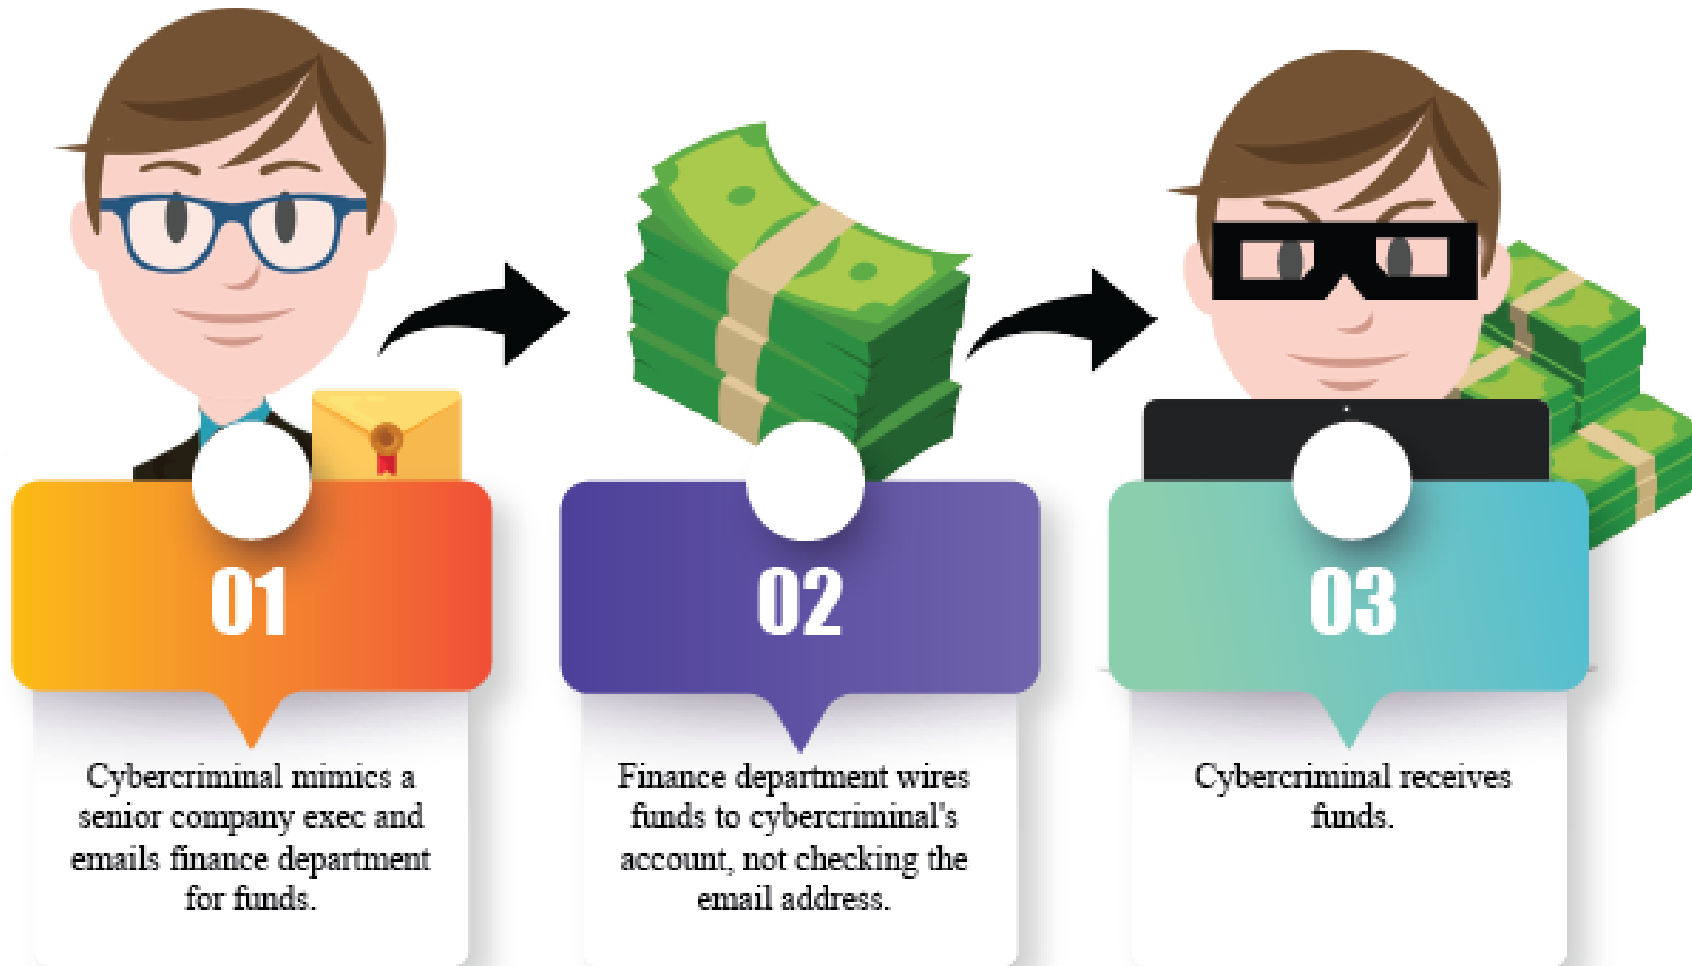 01
Cybercriminal mimics a
senior company exec and
emails finance department
for funds.
02
Finance department wires
funds to cybercriminal's
account, not checking the
email address.
03
Cybercriminal receives
funds.